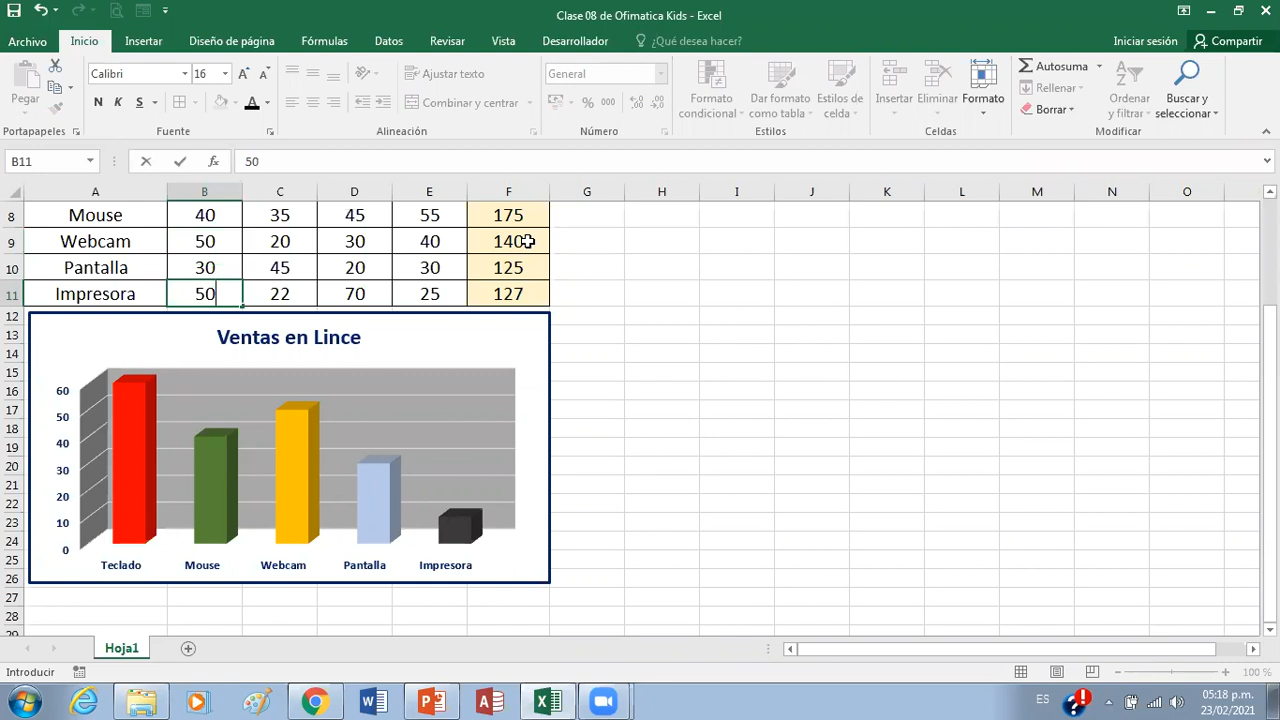 Clase 08 de Ofimatica Kids - Excel
Archivo Inicio Insertar Diseño de página Fórmulas Datos Revisar Vista Desarrollador ¿Qué desea hacer? Iniciar sesión Compartir
Pegar
Calibri 16
N K S A
Ajustar texto
Combinar y centrar
General
% 000
Formato condicional
Dar formato como tabla
Estilos de celda
Insertar Eliminar Formato
Autosuma
Rellenar
Borrar
Ordenar y filtrar
Buscar y seleccionar
Portapapeles Fuente Alineación Número Estilos Celdas Modificar
B11 fx 50
A B C D E F G H I J K L M N O
8 Mouse 40 35 45 55 175
9 Webcam 50 20 30 40 140
10 Pantalla 30 45 20 30 125
11 Impresora 50 22 70 25 127
12
13
14
15
16
17
18
19
20
21
22
23
24
25
26
27
28
29
Ventas en Lince
60
50
40
30
20
10
0
Teclado Mouse Webcam Pantalla Impresora
Hoja1
Introducir 100 %
ES 05:18 p.m.
23/02/2021